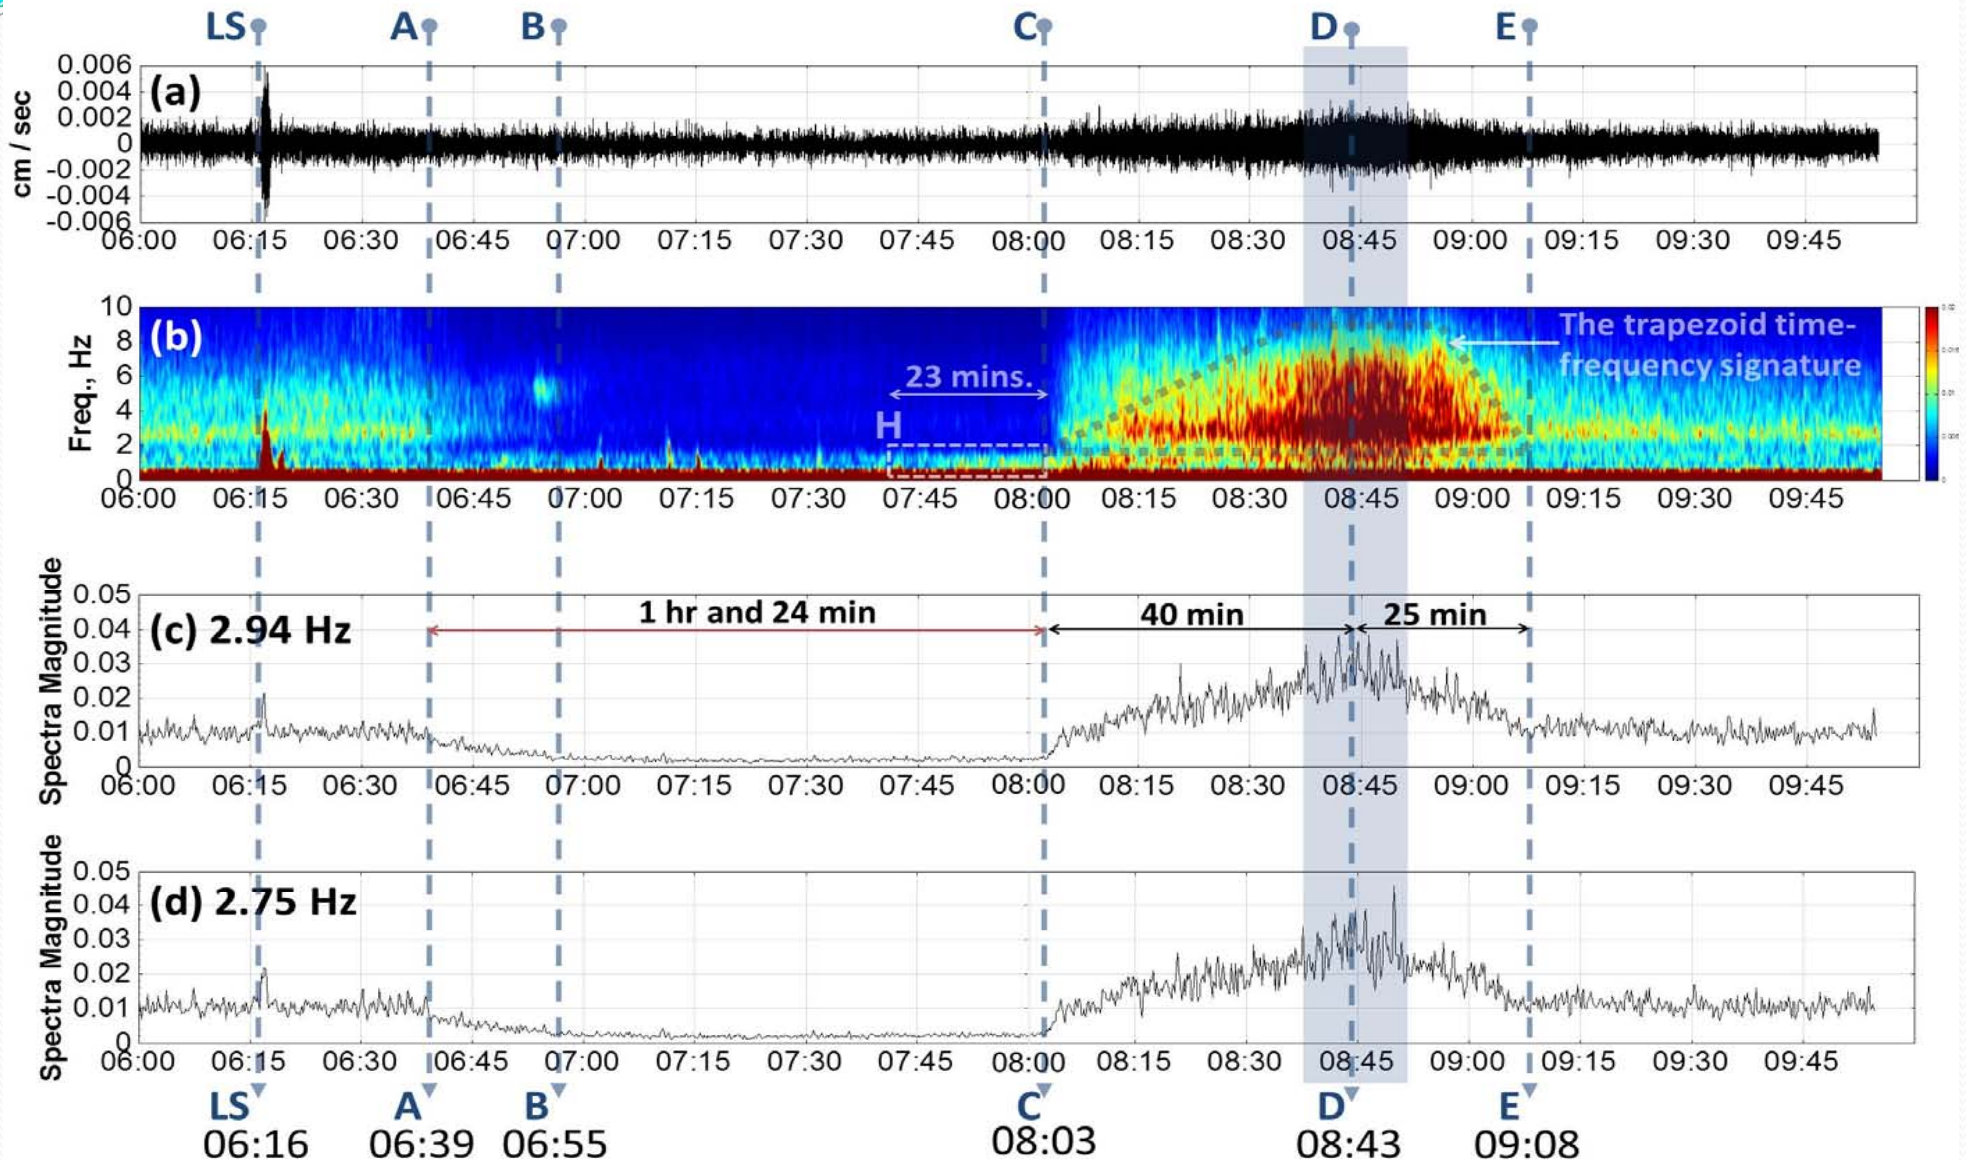 LS A B C D E
(a)
cm / sec
0.006
0.004
0.002
0
-0.002
-0.004
-0.006
06:00 06:15 06:30 06:45 07:00 07:15 07:30 07:45 08:00 08:15 08:30 08:45 09:00 09:15 09:30 09:45
(b)
Freq., Hz
10
8
6
4
2
0
The trapezoid time-
frequency signature
23 mins.
H
06:00 06:15 06:30 06:45 07:00 07:15 07:30 07:45 08:00 08:15 08:30 08:45 09:00 09:15 09:30 09:45
(c) 2.94 Hz
Spectra Magnitude
0.05
0.04
0.03
0.02
0.01
0
1 hr and 24 min 40 min 25 min
06:00 06:15 06:30 06:45 07:00 07:15 07:30 07:45 08:00 08:15 08:30 08:45 09:00 09:15 09:30 09:45
(d) 2.75 Hz
Spectra Magnitude
0.05
0.04
0.03
0.02
0.01
0
06:00 06:15 06:30 06:45 07:00 07:15 07:30 07:45 08:00 08:15 08:30 08:45 09:00 09:15 09:30 09:45
LS A B C D E
06:16 06:39 06:55 08:03 08:43 09:08